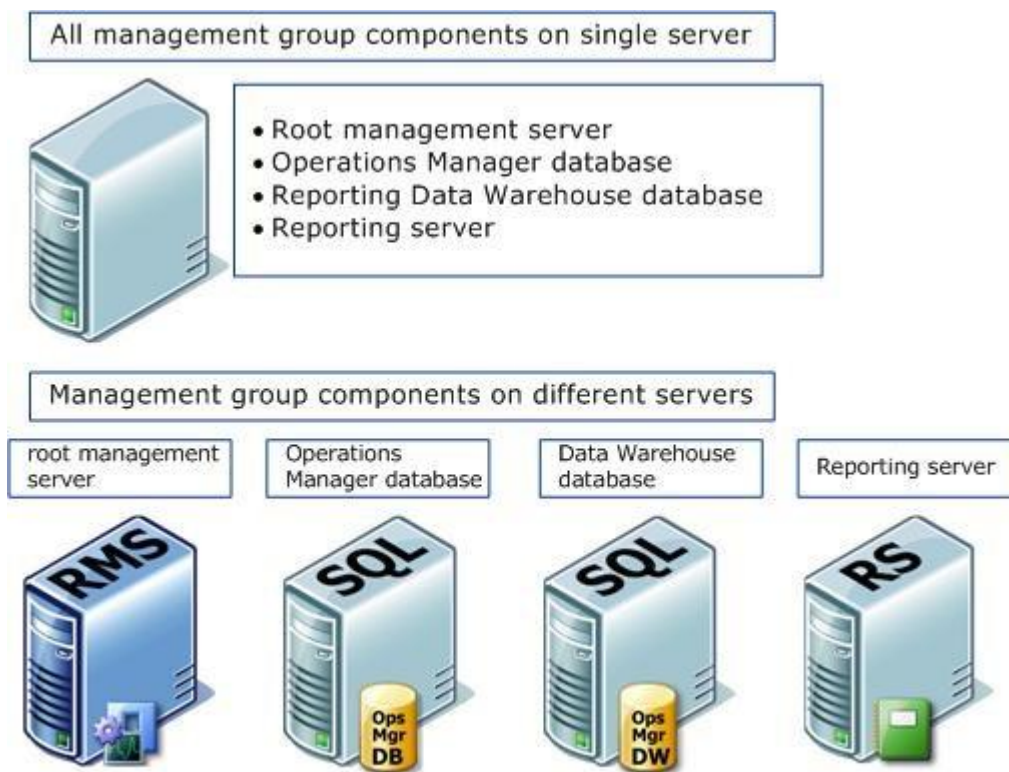 All management group components on single server
• Root management server
• Operations Manager database
• Reporting Data Warehouse database
• Reporting server
Management group components on different servers
root management
server
Operations
Manager database
Data Warehouse
database
Reporting server
RMS
SQL
SQL
RS
Ops
Mgr
DB
Ops
Mgr
DW